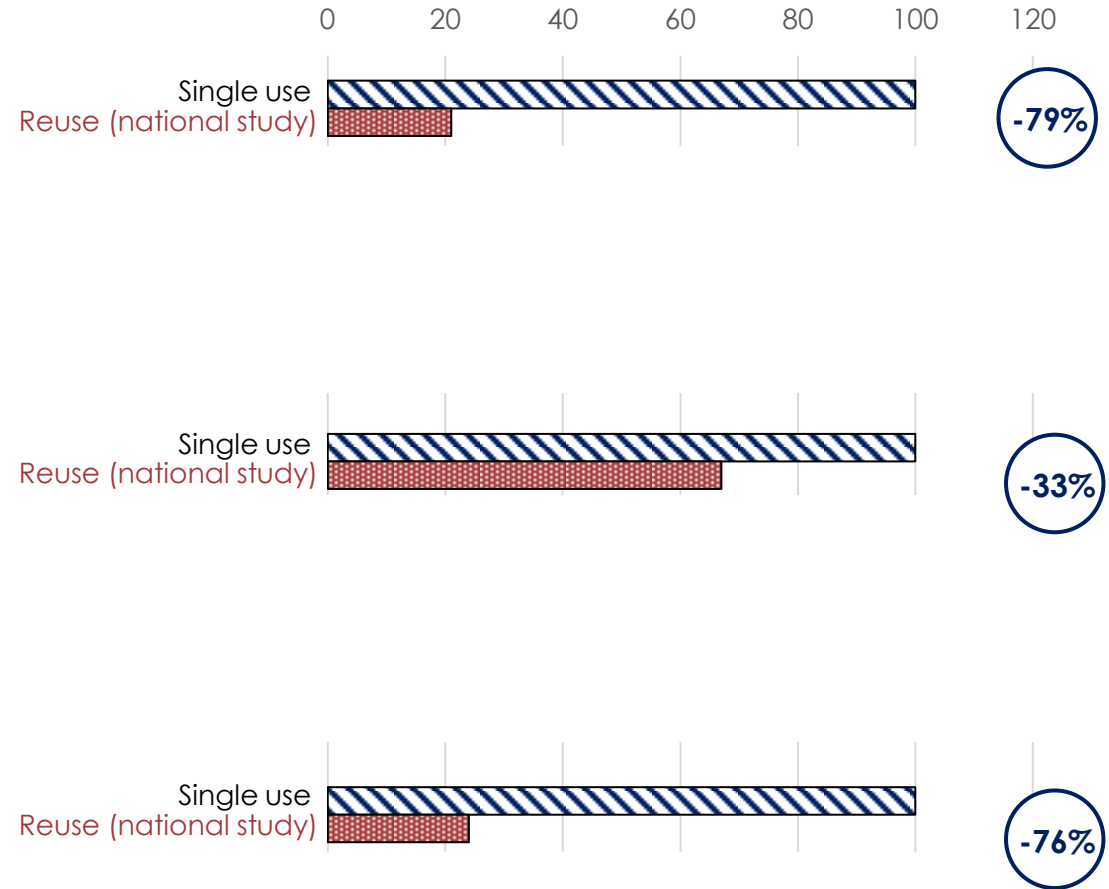 0 20 40 60 80 100 120
Single use
Reuse (national study)
-79%
Single use
Reuse (national study)
-33%
Single use
Reuse (national study)
-76%